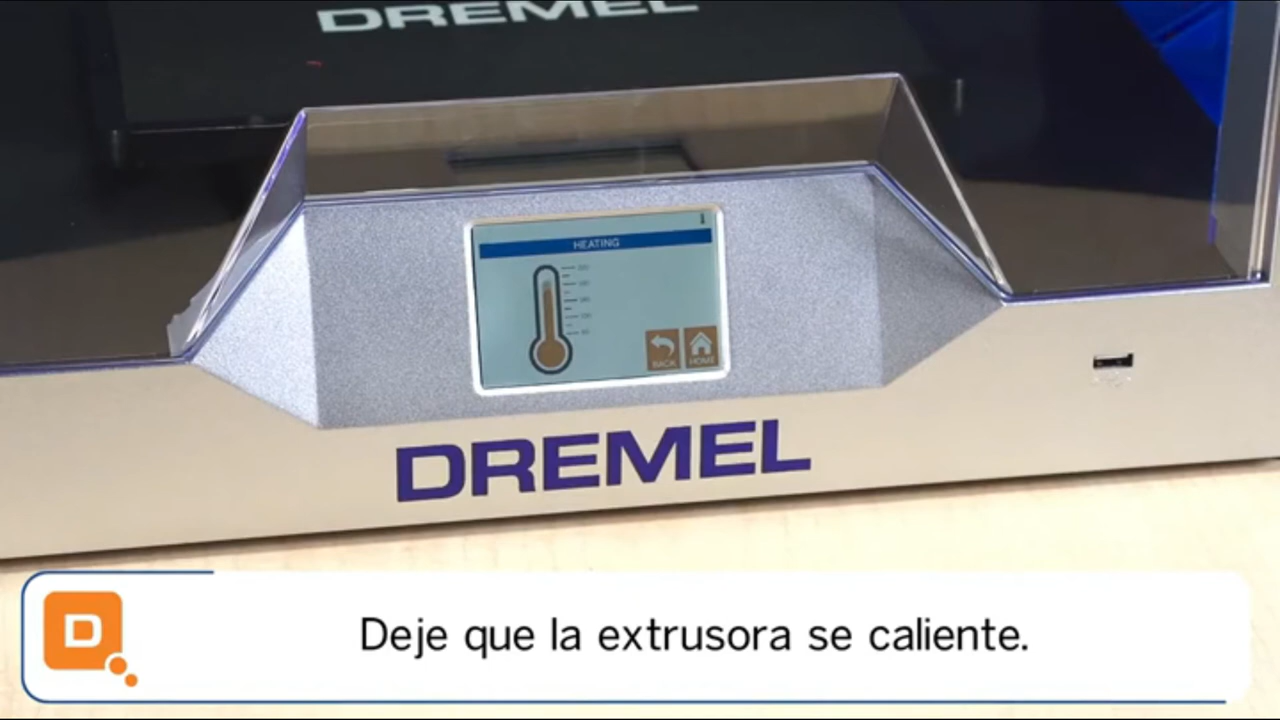 DREMEL
HEATING
BACK
HOME
DREMEL
D
Deje que la extrusora se caliente.